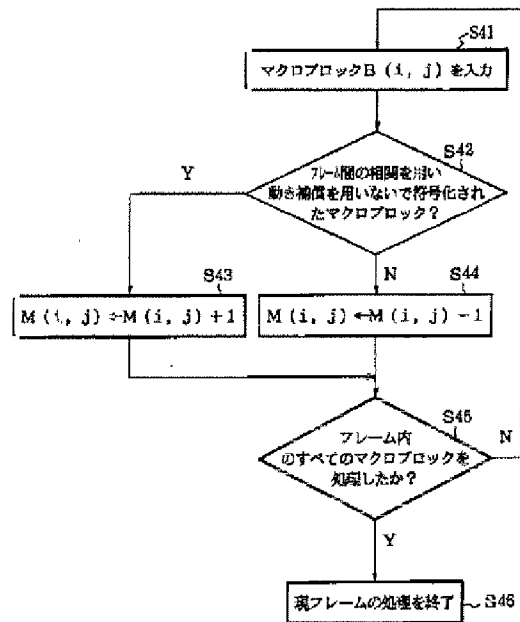 S41
マクロブロックB (i, j) を入力
S42
フレーム間の相関を用い
動き補償を用いないで符号化され
たマクロブロック？
Y
N
S43
M (i, j) ←M (i, j) +1
S44
M (i, j) ←M (i, j) -1
S45
フレーム内
のすべてのマクロブロックを
処理したか？
N
Y
現フレームの処理を終了
S46